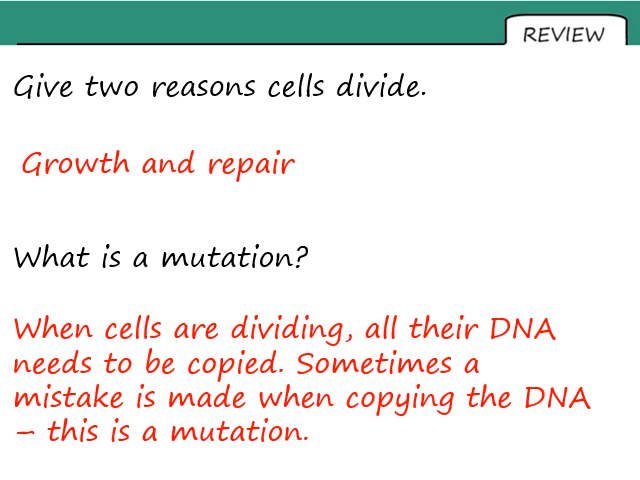 REVIEW
Give two reasons cells divide.
Growth and repair
What is a mutation?
When cells are dividing, all their DNA
needs to be copied. Sometimes a
mistake is made when copying the DNA
– this is a mutation.